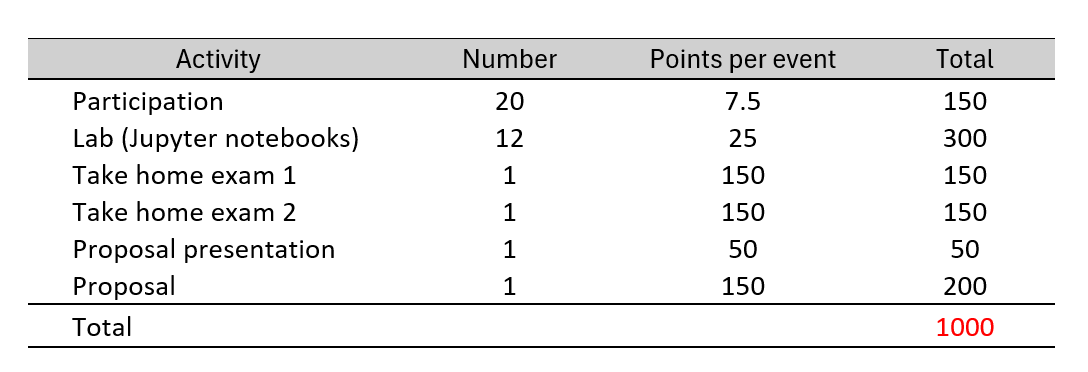 Activity Number Points per event Total
Participation 20 7.5 150
Lab (Jupyter notebooks) 12 25 300
Take home exam 1 1 150 150
Take home exam 2 1 150 150
Proposal presentation 1 50 50
Proposal 1 150 200
Total 1000